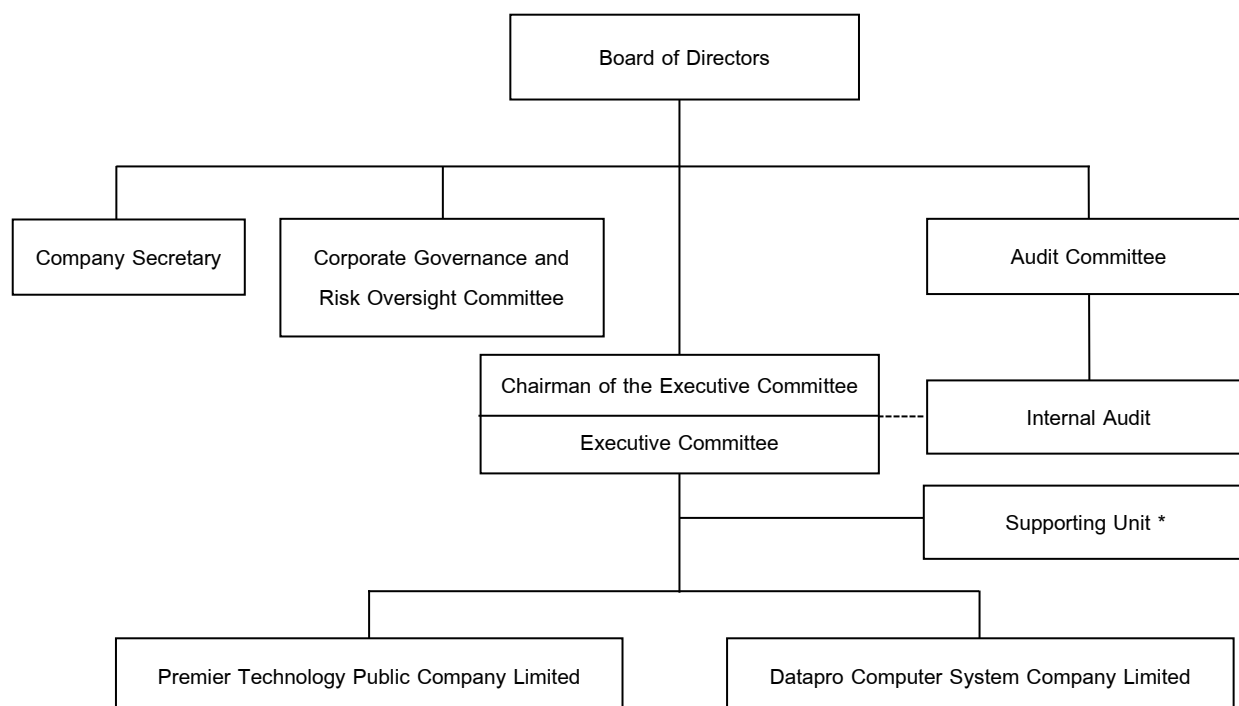 Board of Directors
Company Secretary
Corporate Governance and
Risk Oversight Committee
Audit Committee
Chairman of the Executive Committee
Executive Committee
Internal Audit
Supporting Unit *
Premier Technology Public Company Limited
Datapro Computer System Company Limited